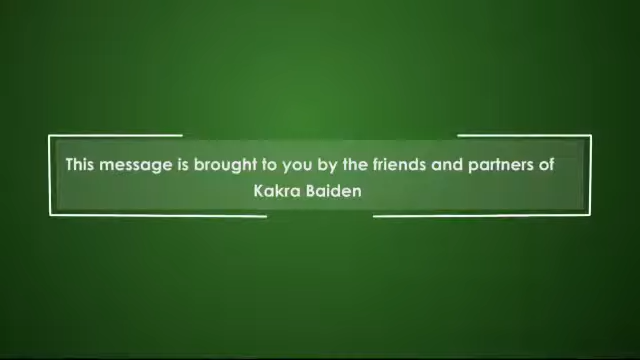 This message is brought to you by the friends and partners of
Kakra Baiden